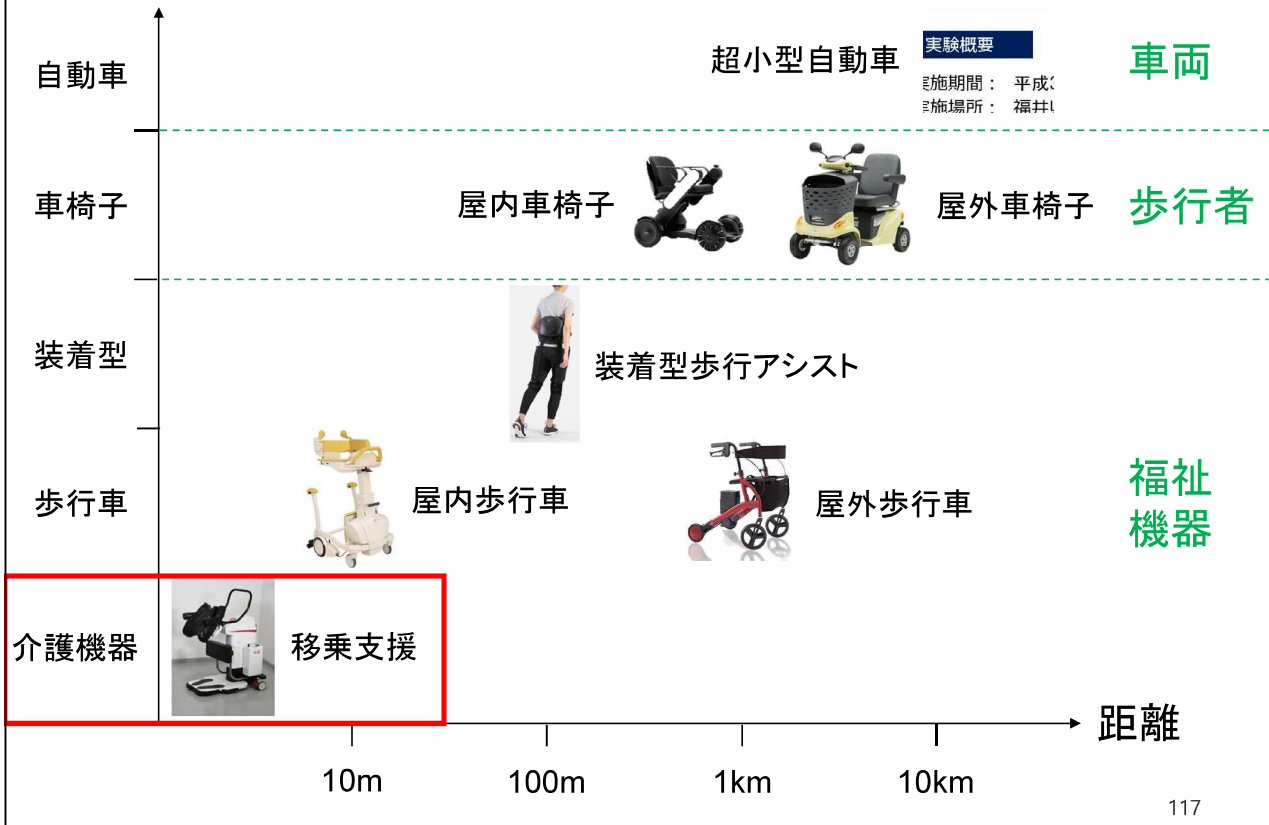 自動車
超小型自動車
実験概要
実施期間： 平成
実施場所： 福井
車両
車椅子
屋内車椅子
屋外車椅子
歩行者
装着型
装着型歩行アシスト
歩行車
屋内歩行車
屋外歩行車
福祉
機器
介護機器
移乗支援
距離
10m
100m
1km
10km
117